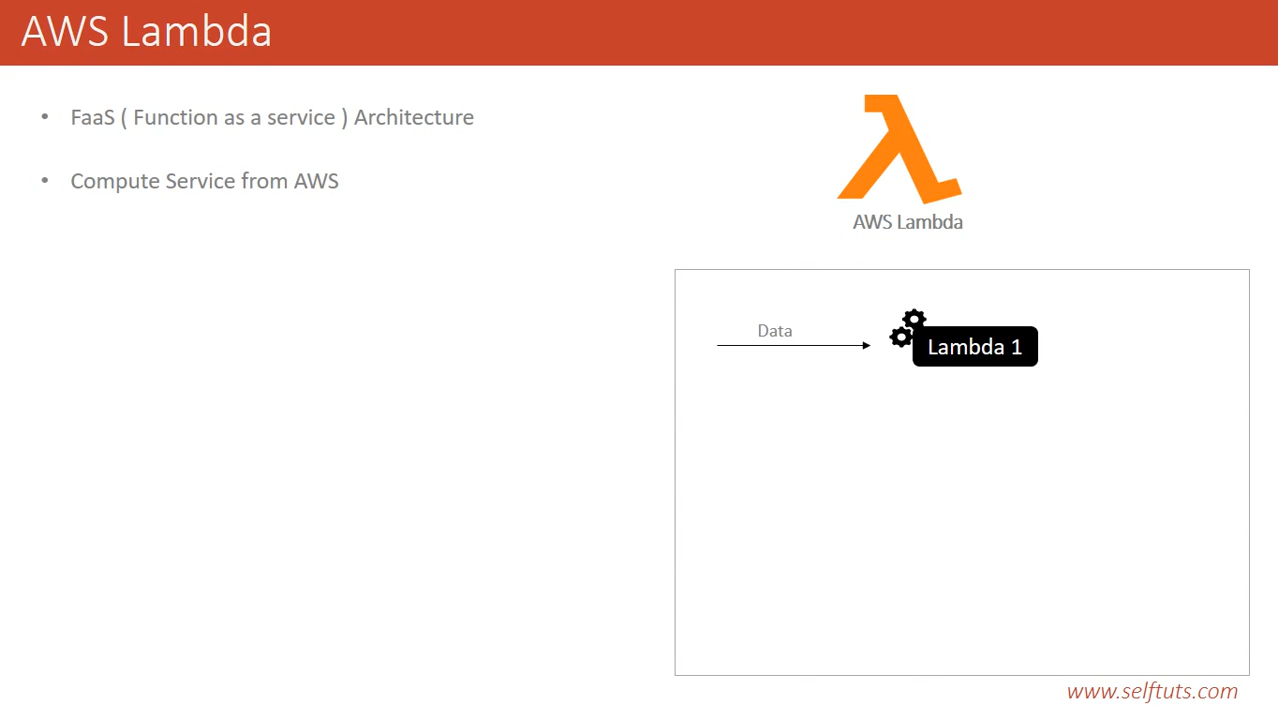 AWS Lambda
• FaaS ( Function as a service ) Architecture
• Compute Service from AWS
AWS Lambda
Data
Lambda 1
www.selftuts.com